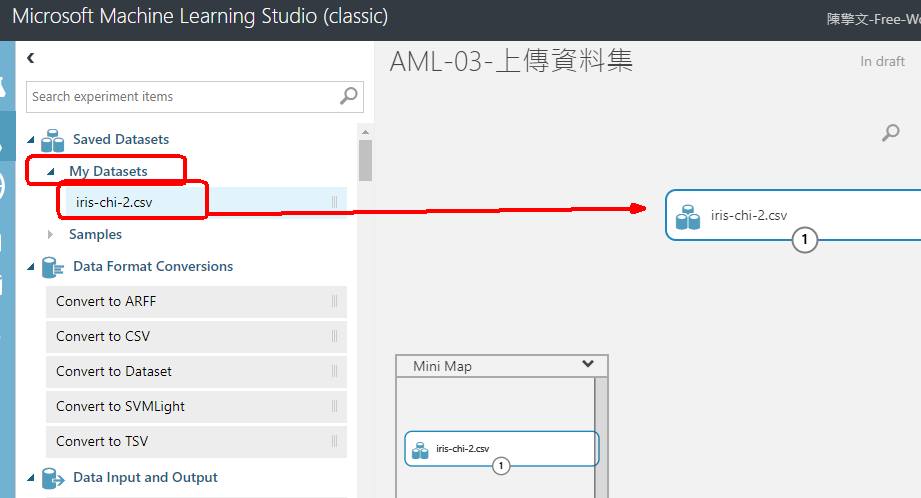 Microsoft Machine Learning Studio (classic)
陳擎文-Free-Wo
AML-03-上傳資料集
In draft
Search experiment items
Saved Datasets
My Datasets
iris-chi-2.csv
Samples
Data Format Conversions
Convert to ARFF
Convert to CSV
Convert to Dataset
Convert to SVMLight
Convert to TSV
Data Input and Output
iris-chi-2.csv
1
Mini Map
iris-chi-2.csv
1